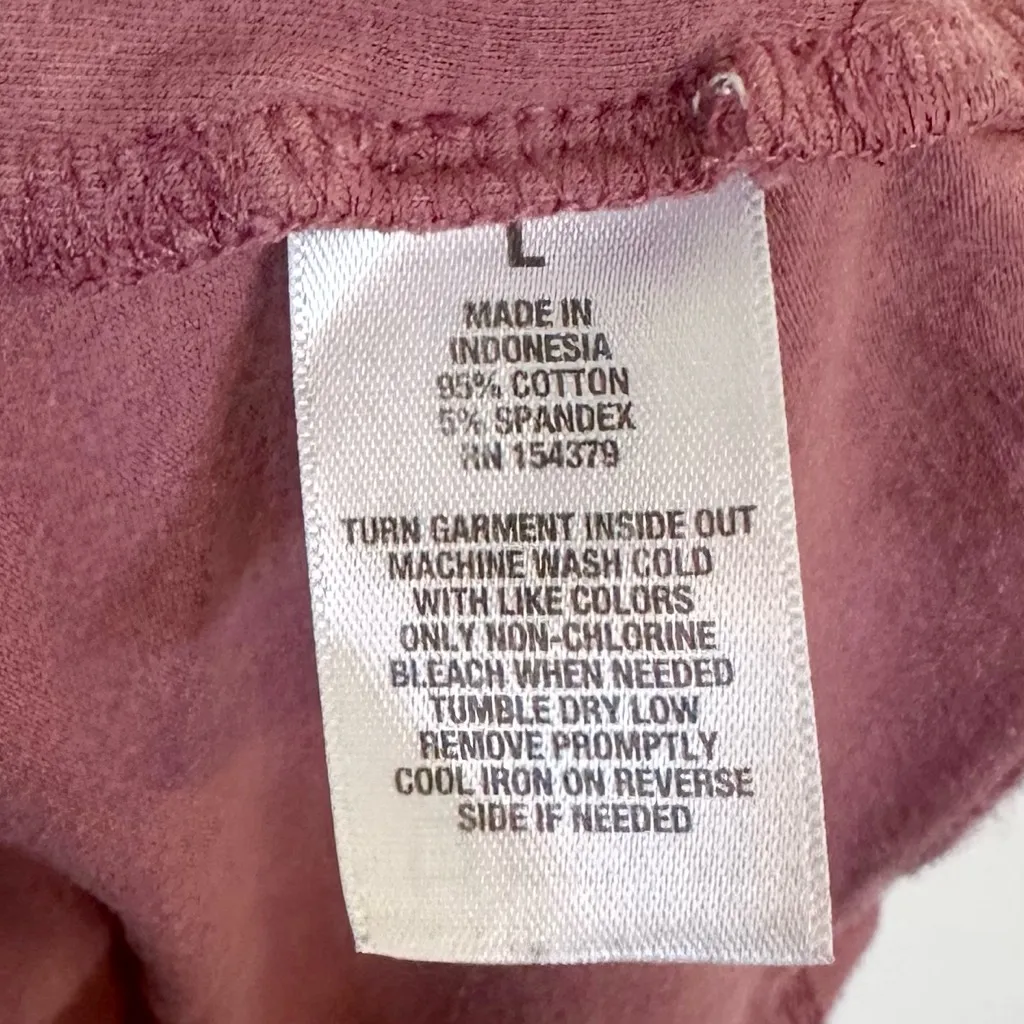 L
MADE IN
INDONESIA
95% COTTON
5% SPANDEX
RN 154379
TURN GARMENT INSIDE OUT
MACHINE WASH COLD
WITH LIKE COLORS
ONLY NON-CHLORINE
BLEACH WHEN NEEDED
TUMBLE DRY LOW
REMOVE PROMPTLY
COOL IRON ON REVERSE
SIDE IF NEEDED